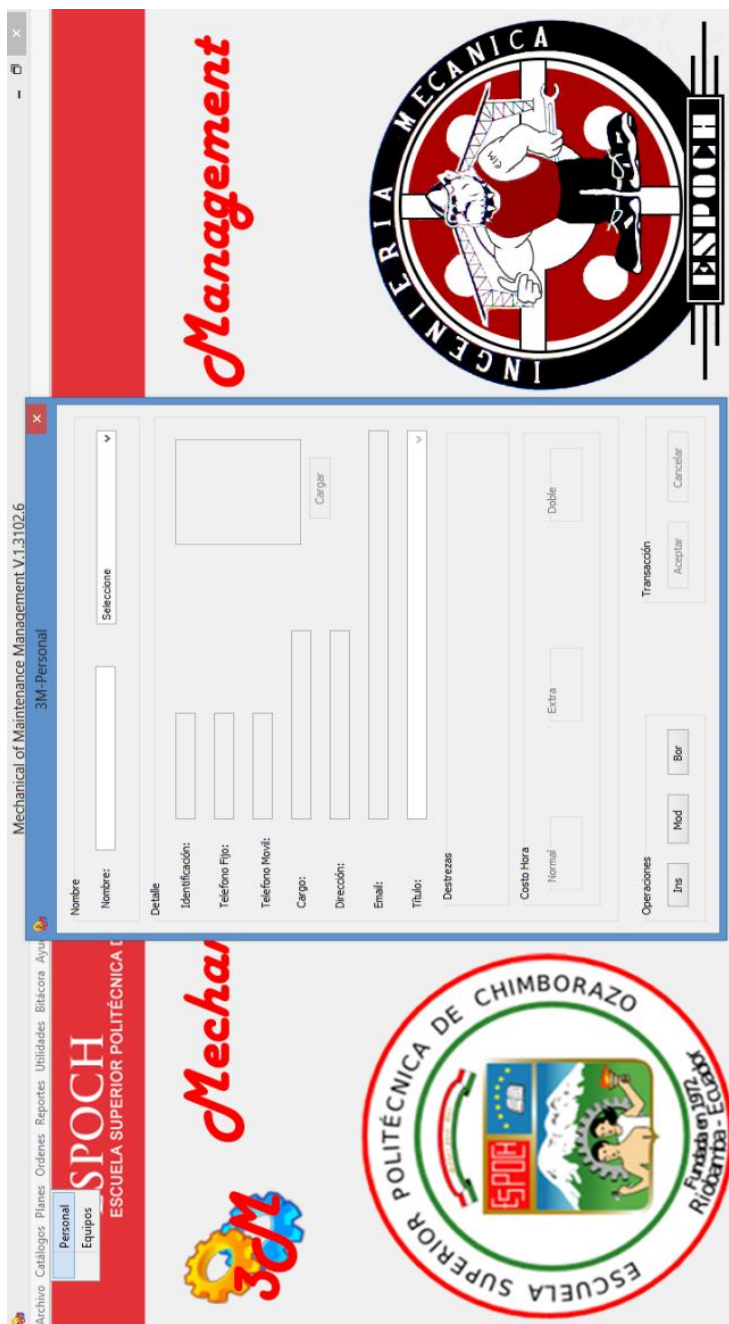 Mechanical of Maintenance Management V.1.3102.6
Archivo Catálogos Planes Ordenes Reportes Utilidades Bitácora Ayu
Personal
Equipos
SPOCH
ESCUELA SUPERIOR POLITÉCNICA D
3M
Mechan
Management
3M-Personal
Nombre
Nombre:
Seleccione
Detalle
Identificación:
Telefono Fijo:
Telefono Movil:
Cargo:
Dirección:
Email:
Título:
Cargar
Destrezas
Costo Hora
Normal
Extra
Doble
Operaciones
Ins
Mod
Bor
Transacción
Aceptar
Cancelar
ESCUELA SUPERIOR POLITÉCNICA DE CHIMBORAZO
ESPOCH
Fundada en 1972
Riobamba - Ecuador
INGENIERIA MECANICA
EIM
ESPOCH